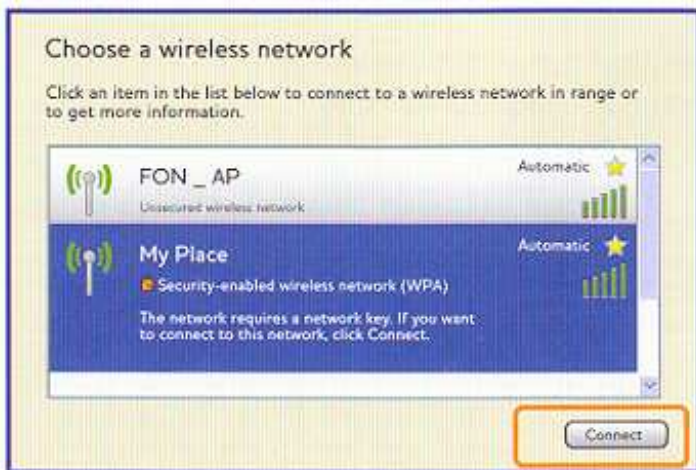 Choose a wireless network
Click an item in the list below to connect to a wireless network in range or
to get more information.
FON _ AP
Automatic
Unsecured wireless network
My Place
Automatic
Security-enabled wireless network (WPA)
The network requires a network key. If you want
to connect to this network, click Connect.
Connect